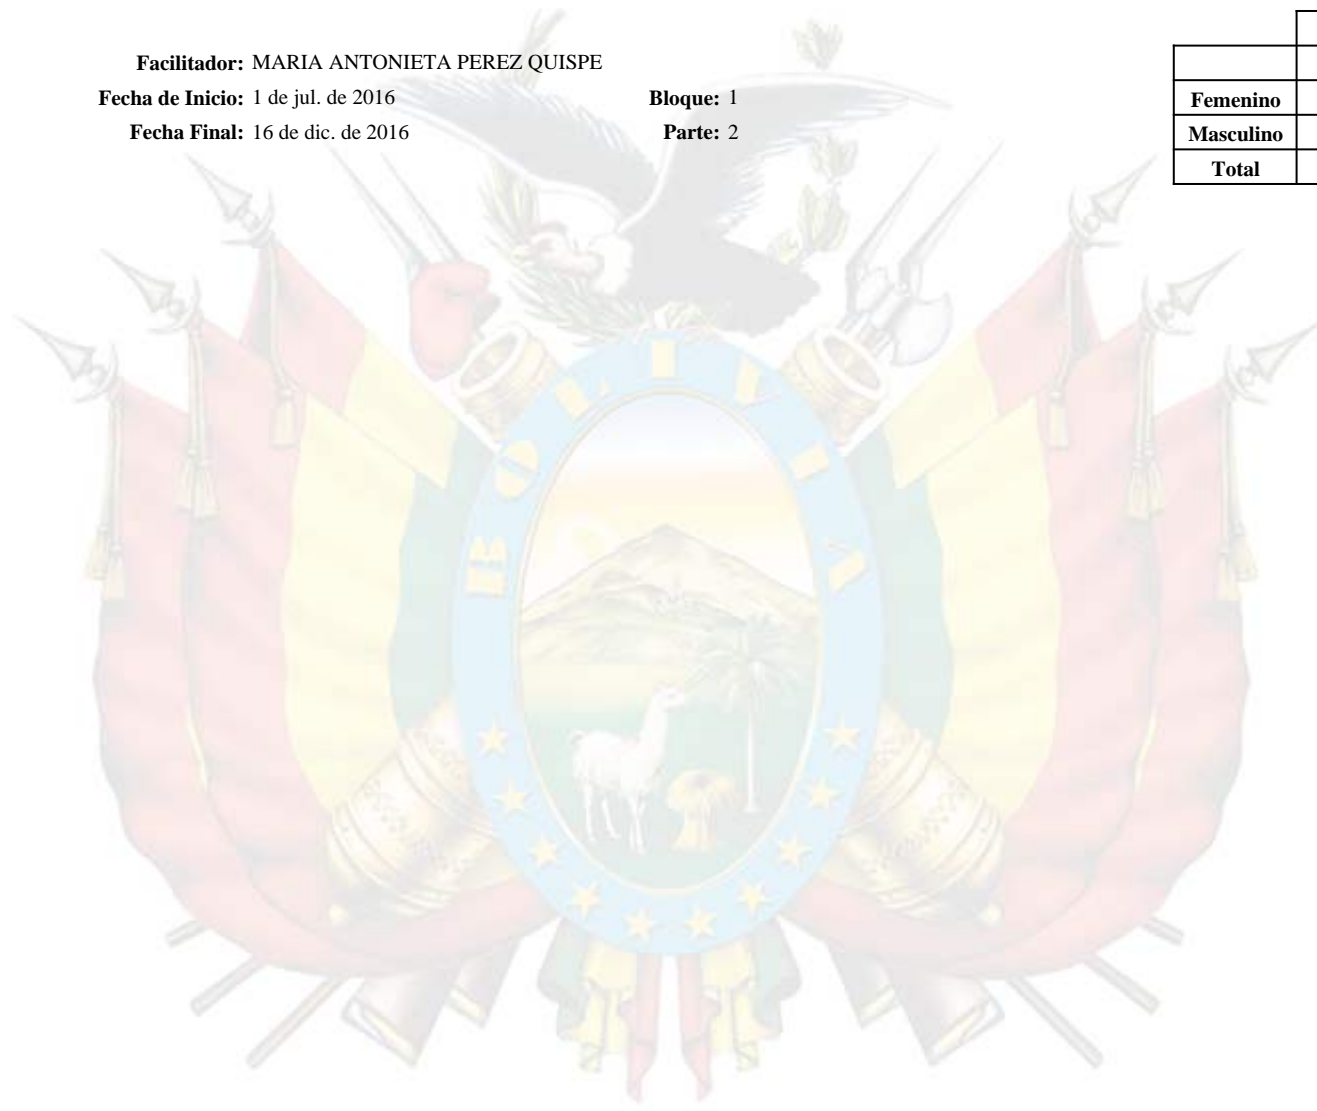 Facilitador: MARIA ANTONIETA PEREZ QUISPE
Fecha de Inicio: 1 de jul. de 2016 Bloque: 1
Fecha Final: 16 de dic. de 2016 Parte: 2
Femenino
Masculino
Total
BOLIVIA